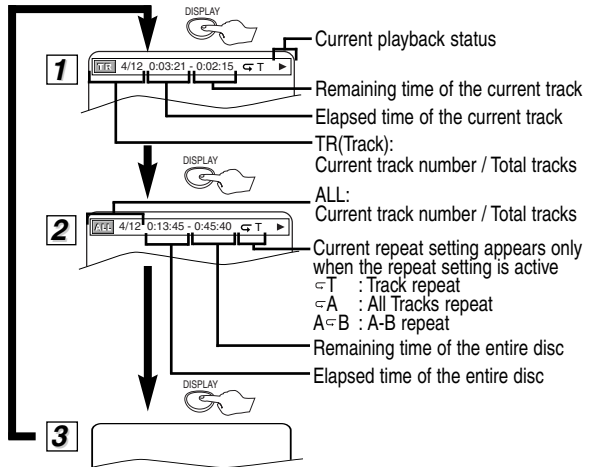 DISPLAY
Current playback status
1
TR 4/12 0:03:21 - 0:02:15 T ►
Remaining time of the current track
Elapsed time of the current track
TR(Track):
Current track number / Total tracks
DISPLAY
ALL:
Current track number / Total tracks
2
ALL 4/12 0:13:45 - 0:45:40 T ►
Current repeat setting appears only
when the repeat setting is active
T : Track repeat
A : All Tracks repeat
A B : A-B repeat
Remaining time of the entire disc
Elapsed time of the entire disc
DISPLAY
3